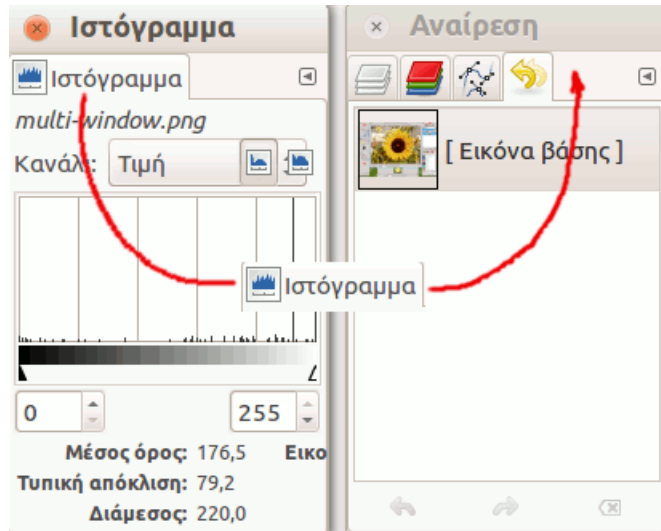 Ιστόγραμμα
Ιστόγραμμα
multi-window.png
Κανάλι: Τιμή
0 255
Μέσος όρος: 176,5 Εικο
Τυπική απόκλιση: 79,2
Διάμεσος: 220,0
Ιστόγραμμα
Αναίρεση
[ Εικόνα βάσης ]